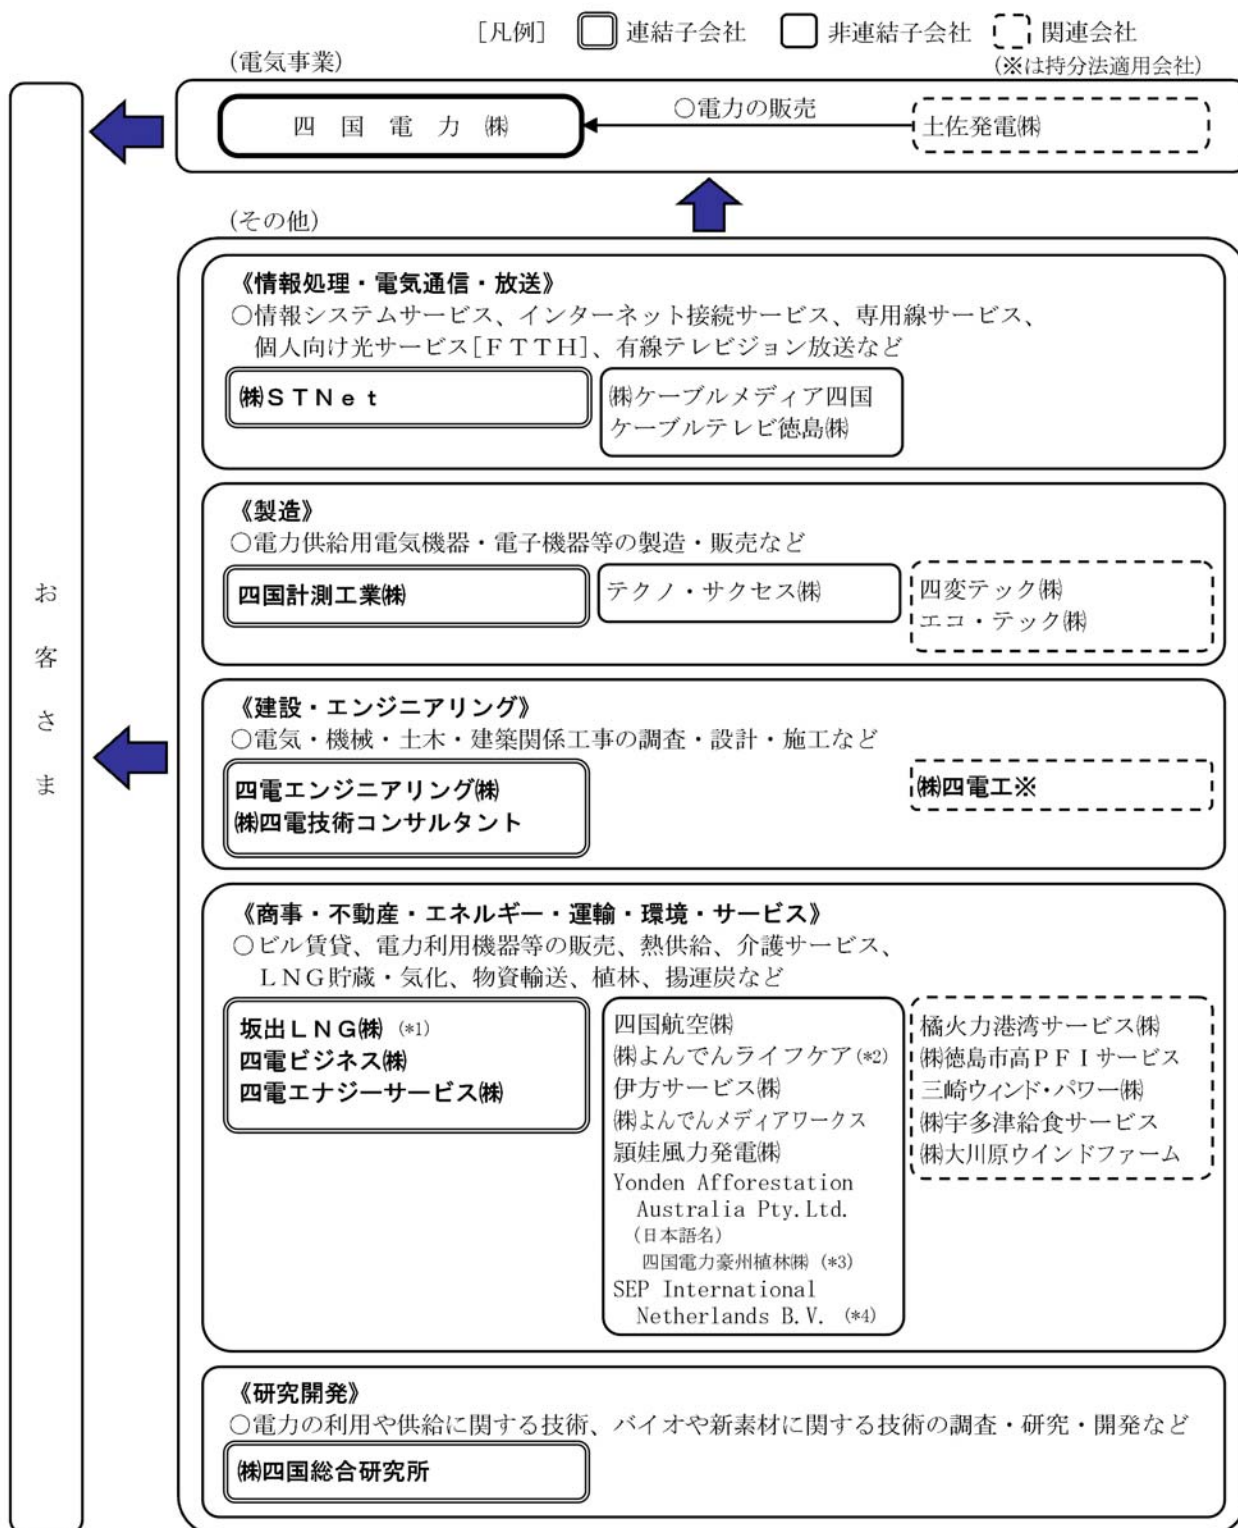 [凡例] 連結子会社 非連結子会社 関連会社
(※は持分法適用会社)
(電気事業)
四国電力㈱
○電力の販売
土佐発電㈱
(その他)
《情報処理・電気通信・放送》
○情報システムサービス、インターネット接続サービス、専用線サービス、
個人向け光サービス[FTTH]、有線テレビジョン放送など
㈱STNet
㈱ケーブルメディア四国
ケーブルテレビ徳島㈱
《製造》
○電力供給用電気機器・電子機器等の製造・販売など
四国計測工業㈱
テクノ・サクセス㈱
四変テック㈱
エコ・テック㈱
お客さま
《建設・エンジニアリング》
○電気・機械・土木・建築関係工事の調査・設計・施工など
四電エンジニアリング㈱
㈱四電技術コンサルタント
㈱四電工※
《商事・不動産・エネルギー・運輸・環境・サービス》
○ビル賃貸、電力利用機器等の販売、熱供給、介護サービス、
LNG貯蔵・気化、物資輸送、植林、揚運炭など
坂出LNG㈱ (*1)
四電ビジネス㈱
四電エナジーサービス㈱
四国航空㈱
㈱よんでんライフケア(*2)
伊方サービス㈱
㈱よんでんメディアワークス
頴娃風力発電㈱
Yonden Afforestation
Australia Pty.Ltd.
(日本語名)
四国電力豪州植林㈱ (*3)
SEP International
Netherlands B.V. (*4)
橘火力港湾サービス㈱
㈱徳島市高PFIサービス
三崎ウィンド・パワー㈱
㈱宇多津給食サービス
㈱大川原ウインドファーム
《研究開発》
○電力の利用や供給に関する技術、バイオや新素材に関する技術の調査・研究・開発など
㈱四国総合研究所